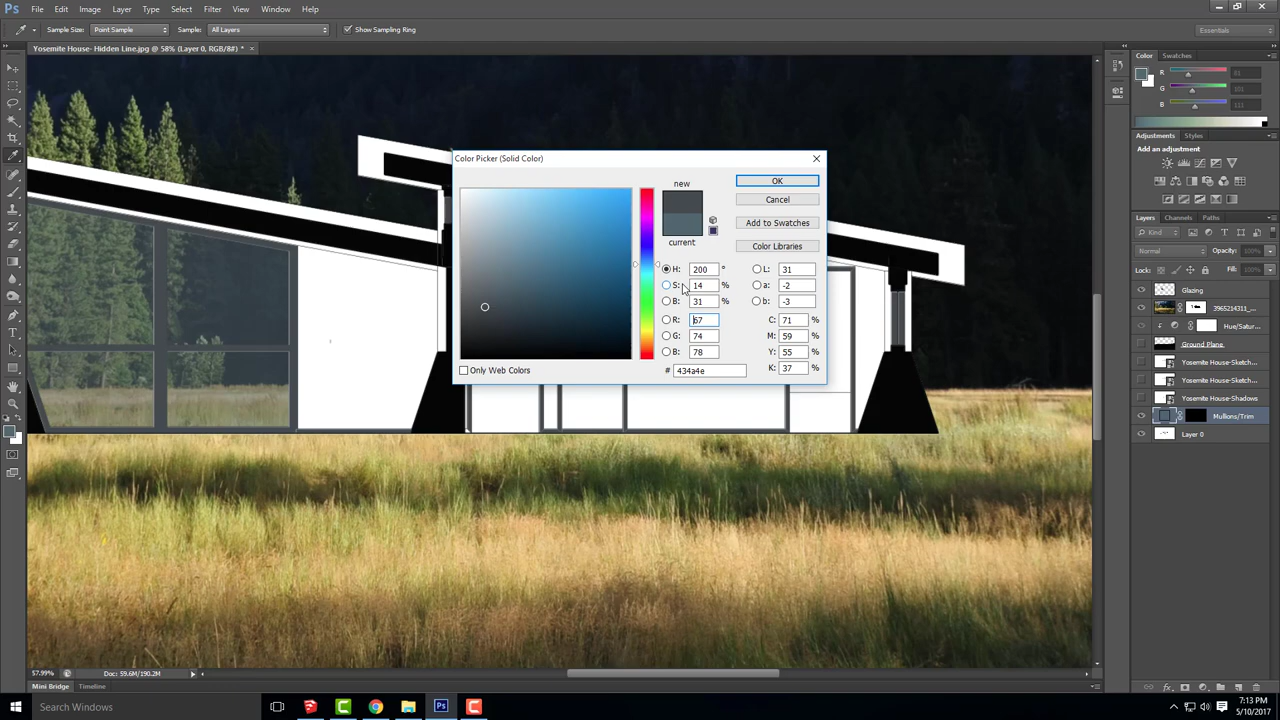 Ps File Edit Image Layer Type Select Filter View Window Help
Sample Size: Point Sample Sample: All Layers Show Sampling Ring Essentials
Yosemite House- Hidden Line.jpg @ 58% (Layer 0, RGB/8#) * ×
Color Swatches
R 81
G 101
B 111
Adjustments Styles
Add an adjustment
Layers Channels Paths
Kind
Normal Opacity:
Lock: Fill:
Glazing
3965214311_...
Hue/Satur...
Ground Plane
Yosemite House-Sketch...
Yosemite House-Sketch...
Yosemite House-Shadows
Mullions/Trim
Layer 0
Color Picker (Solid Color)
new
current
OK
Cancel
Add to Swatches
Color Libraries
H: 200 ° L: 31
S: 14 % a: -2
B: 31 % b: -3
R: 67 C: 71 %
G: 74 M: 59 %
B: 78 Y: 55 %
# 434a4e K: 37 %
Only Web Colors
57.99% Doc: 59.6M/190.2M
Mini Bridge Timeline
Search Windows
7:13 PM
5/10/2017